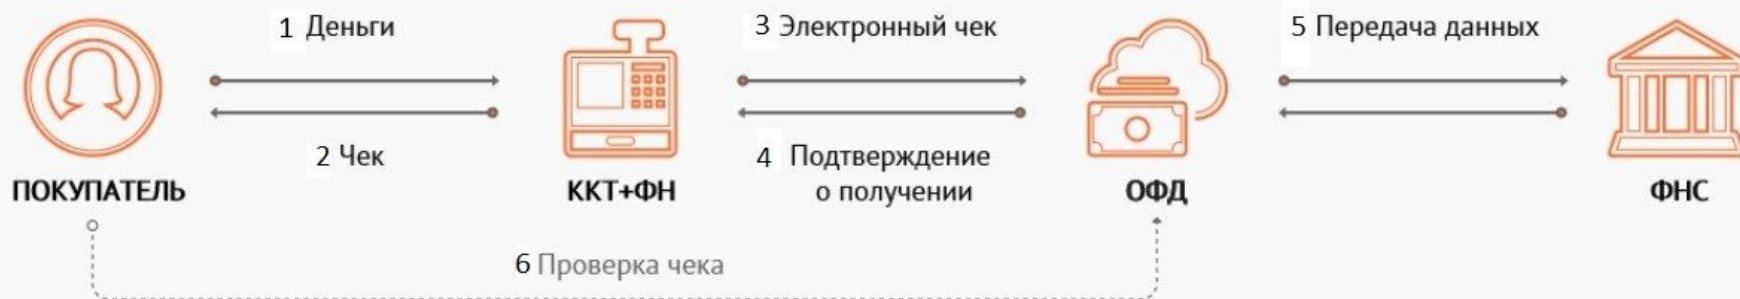 1 Деньги
3 Электронный чек
5 Передача данных
2 Чек
4 Подтверждение
о получении
ПОКУПАТЕЛЬ
ККТ+ФН
ОФД
ФНС
6 Проверка чека